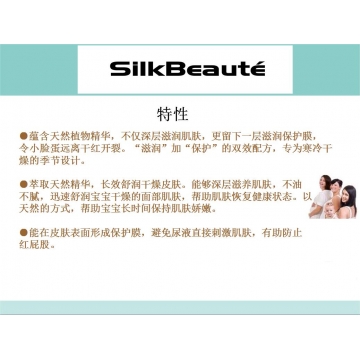 SilkBeauté
特性
●蕴含天然植物精华，不仅深层滋润肌肤，更留下一层滋润保护膜，
令小脸蛋远离干红开裂。“滋润”加“保护”的双效配方，专为寒冷干
燥的季节设计。
●萃取天然精华，长效舒润干燥皮肤。能够深层滋养肌肤，不油
不腻，迅速舒润宝宝干燥的面部肌肤，帮助肌肤恢复健康状态。以
天然的方式，帮助宝宝长时间保持肌肤娇嫩。
●能在皮肤表面形成保护膜，避免尿液直接刺激肌肤，有助防止
红屁股。